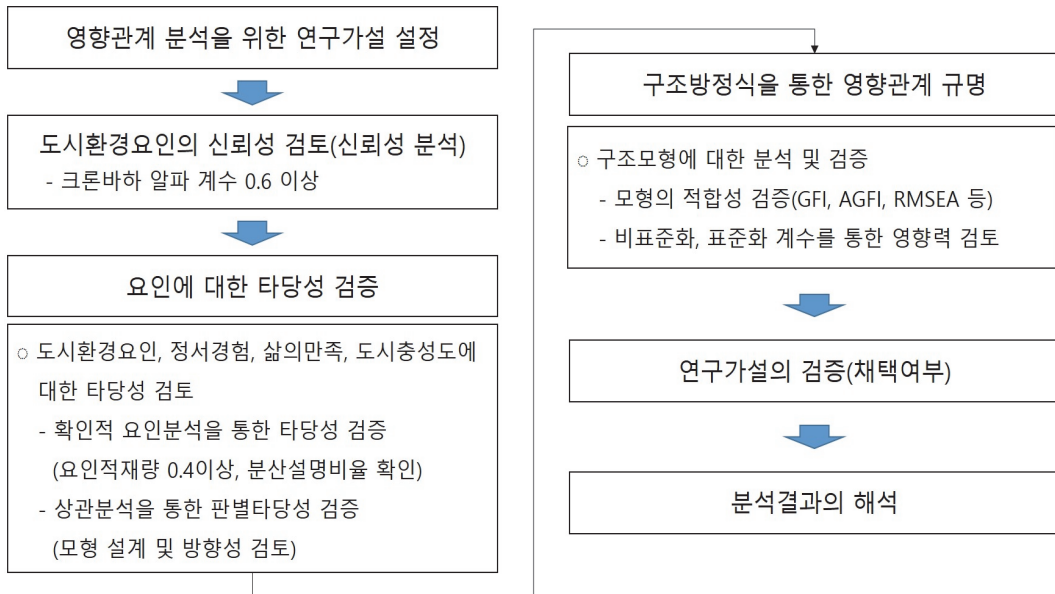 영향관계 분석을 위한 연구가설 설정
도시환경요인의 신뢰성 검토(신뢰성 분석)
- 크론바하 알파 계수 0.6 이상
요인에 대한 타당성 검증
○ 도시환경요인, 정서경험, 삶의만족, 도시충성도에
대한 타당성 검토
- 확인적 요인분석을 통한 타당성 검증
(요인적재량 0.4이상, 분산설명비율 확인)
- 상관분석을 통한 판별타당성 검증
(모형 설계 및 방향성 검토)
구조방정식을 통한 영향관계 규명
○ 구조모형에 대한 분석 및 검증
- 모형의 적합성 검증(GFI, AGFI, RMSEA 등)
- 비표준화, 표준화 계수를 통한 영향력 검토
연구가설의 검증(채택여부)
분석결과의 해석